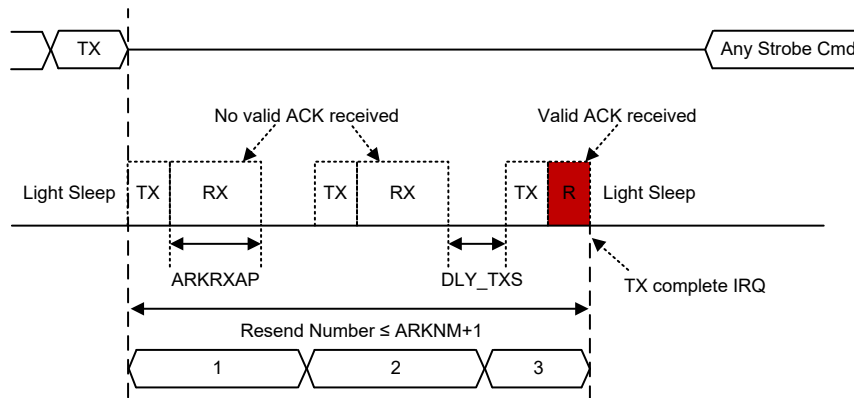 TX
Any Strobe Cmd
No valid ACK received
Valid ACK received
Light Sleep
TX
RX
TX
RX
TX
R
Light Sleep
ARKRXAP
DLY_TXS
TX complete IRQ
Resend Number ≤ ARKNM+1
1
2
3